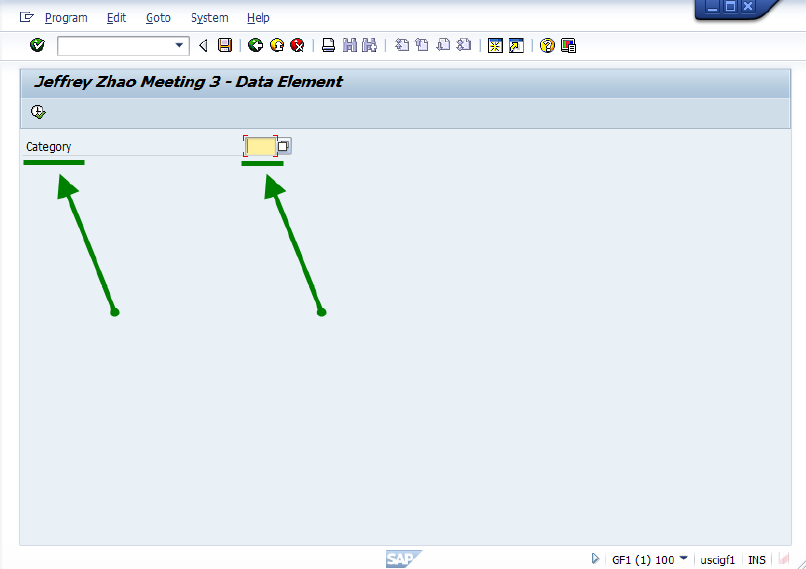 Program Edit Goto System Help
Jeffrey Zhao Meeting 3 - Data Element
Category
SAP GF1 (1) 100 uscigf1 INS